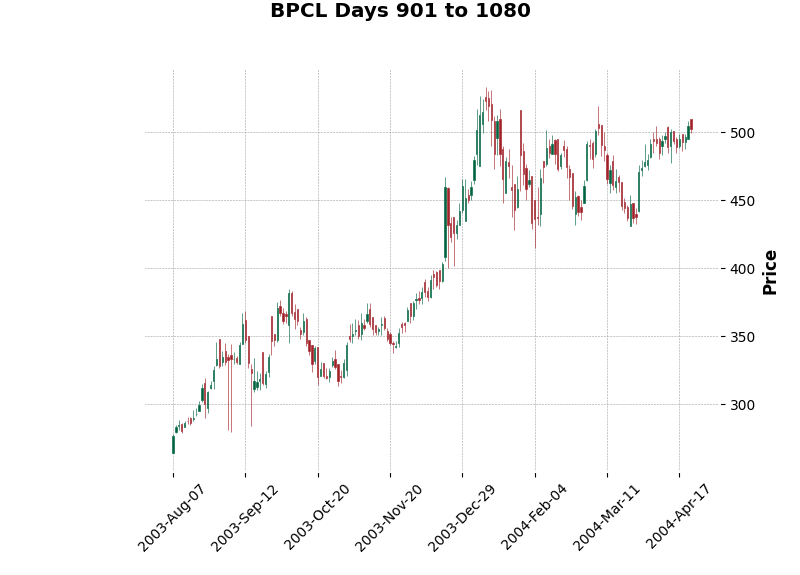 BPCL Days 901 to 1080
500
450
400
350
300
Price
2003-Aug-07
2003-Sep-12
2003-Oct-20
2003-Nov-20
2003-Dec-29
2004-Feb-04
2004-Mar-11
2004-Apr-17